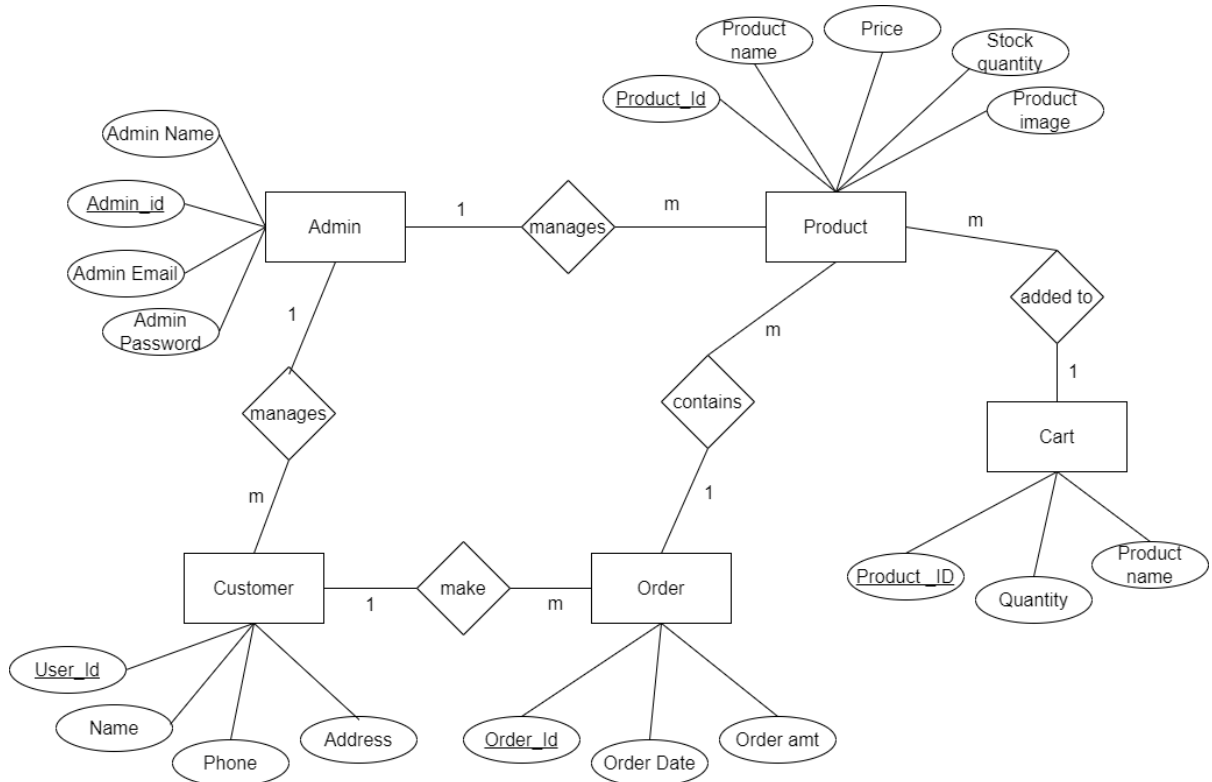 Product
name
Price
Stock
quantity
Product_Id
Product
image
Admin Name
Admin_id
Admin
1
manages
m
Product
m
Admin Email
added to
Admin
Password
1
m
1
manages
contains
Cart
m
1
Product
name
Product _ID
Quantity
Customer
1
make
m
Order
User_Id
Name
Phone
Address
Order_Id
Order Date
Order amt